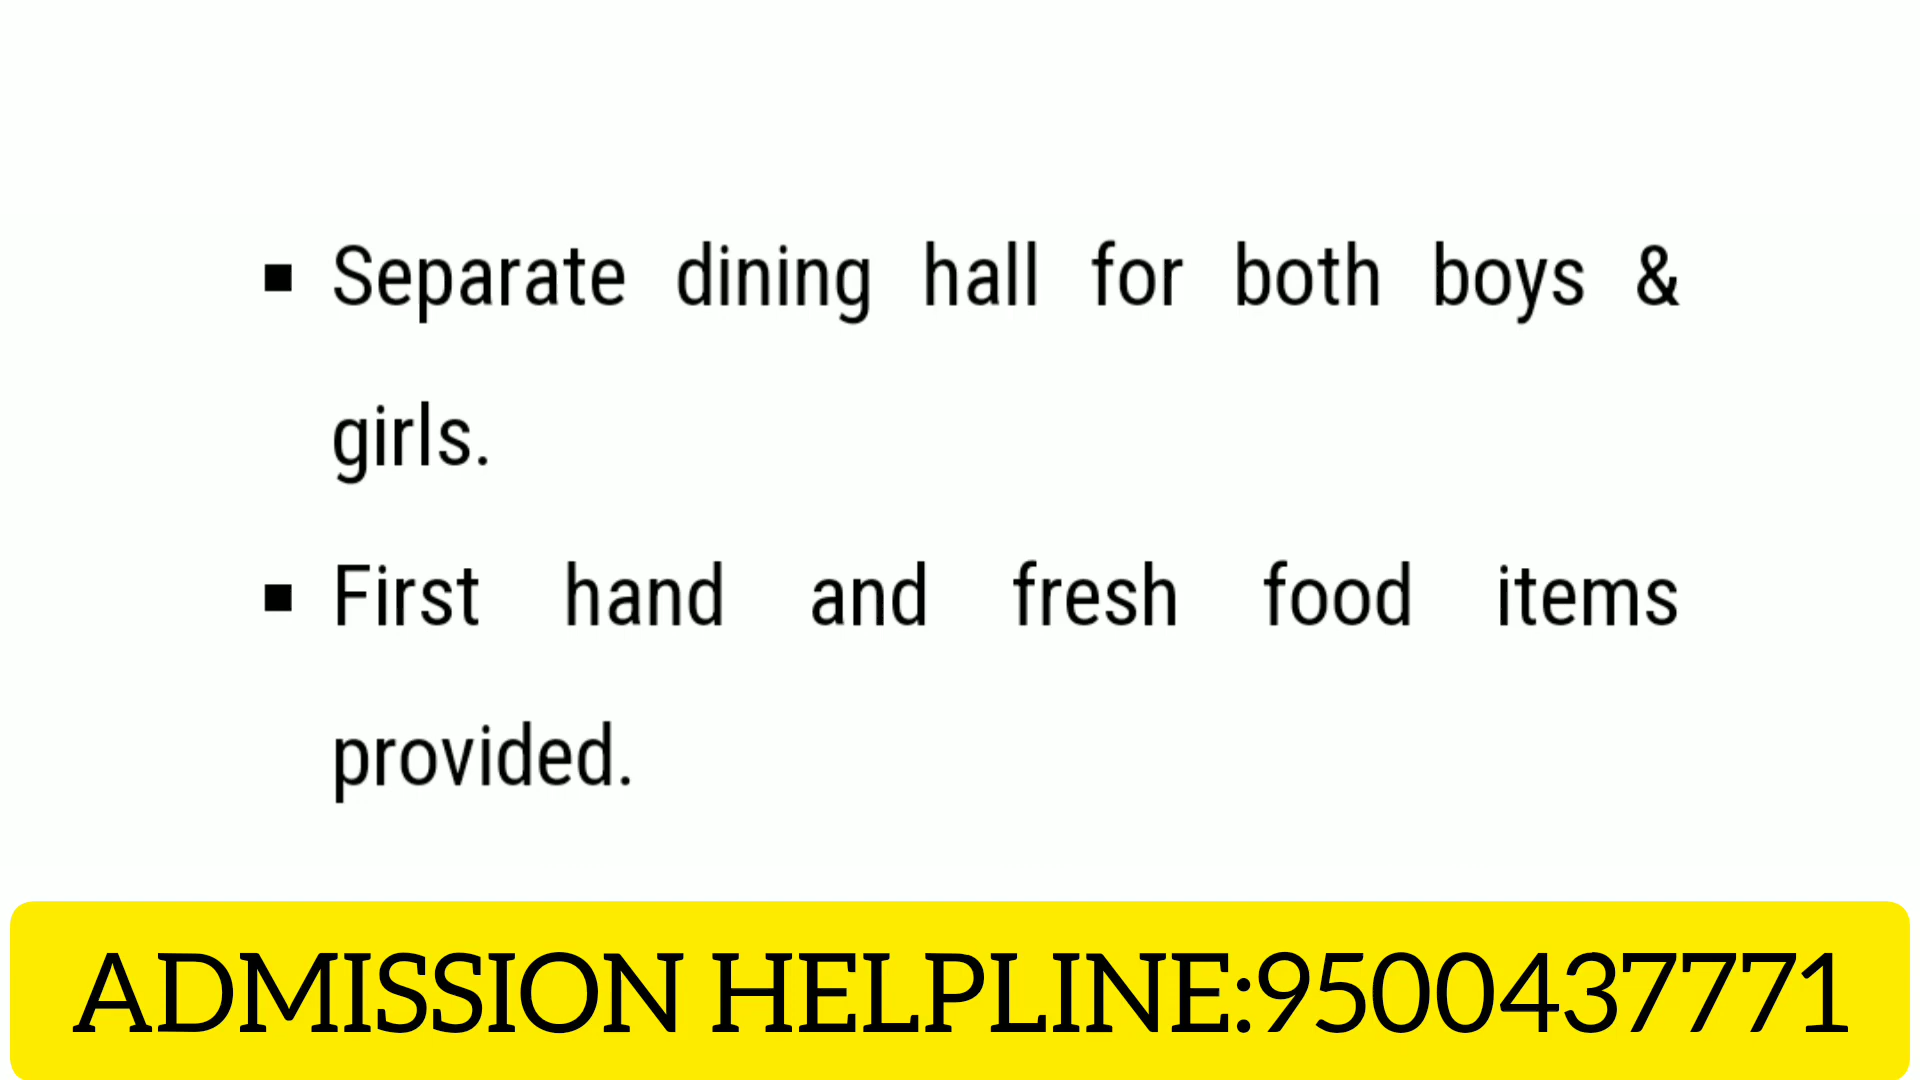 ▪ Separate dining hall for both boys &
girls.
▪ First hand and fresh food items
provided.
ADMISSION HELPLINE:9500437771